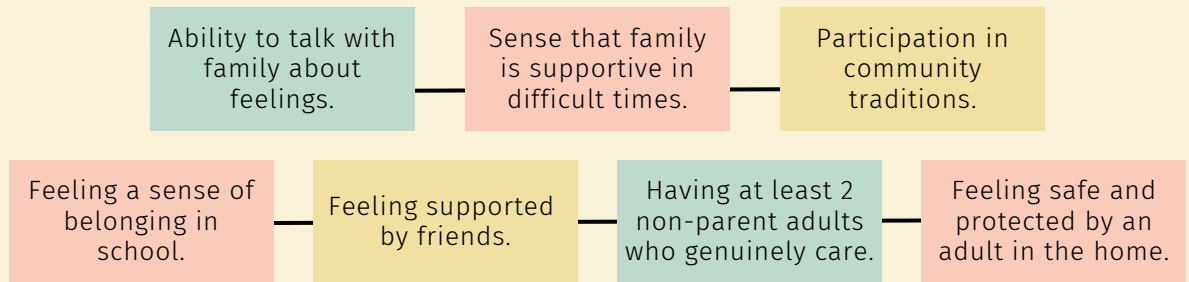 Ability to talk with
family about
feelings.
Sense that family
is supportive in
difficult times.
Participation in
community
traditions.
Feeling a sense of
belonging in
school.
Feeling supported
by friends.
Having at least 2
non-parent adults
who genuinely care.
Feeling safe and
protected by an
adult in the home.